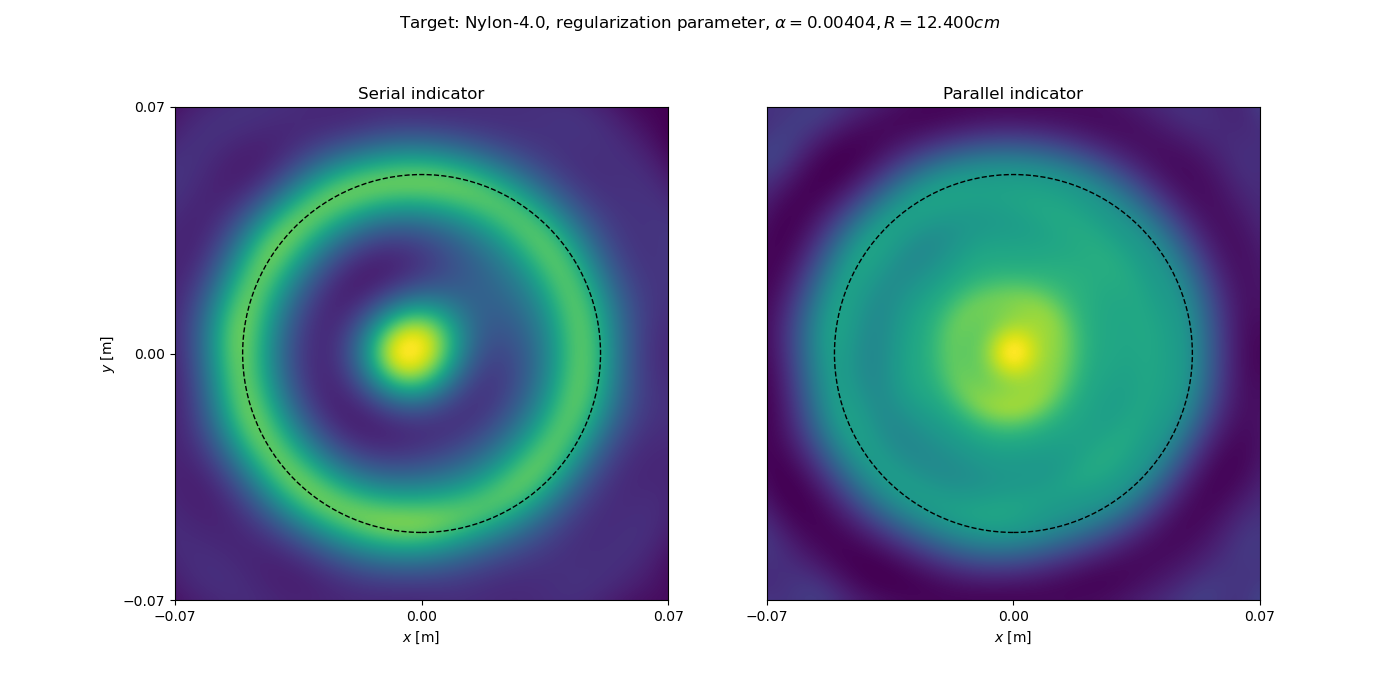 Target: Nylon-4.0, regularization parameter, α = 0.00404, R = 12.400cm
Serial indicator
Parallel indicator
0.07
0.00
−0.07
y [m]
−0.07
0.00
0.07
−0.07
0.00
0.07
x [m]
x [m]